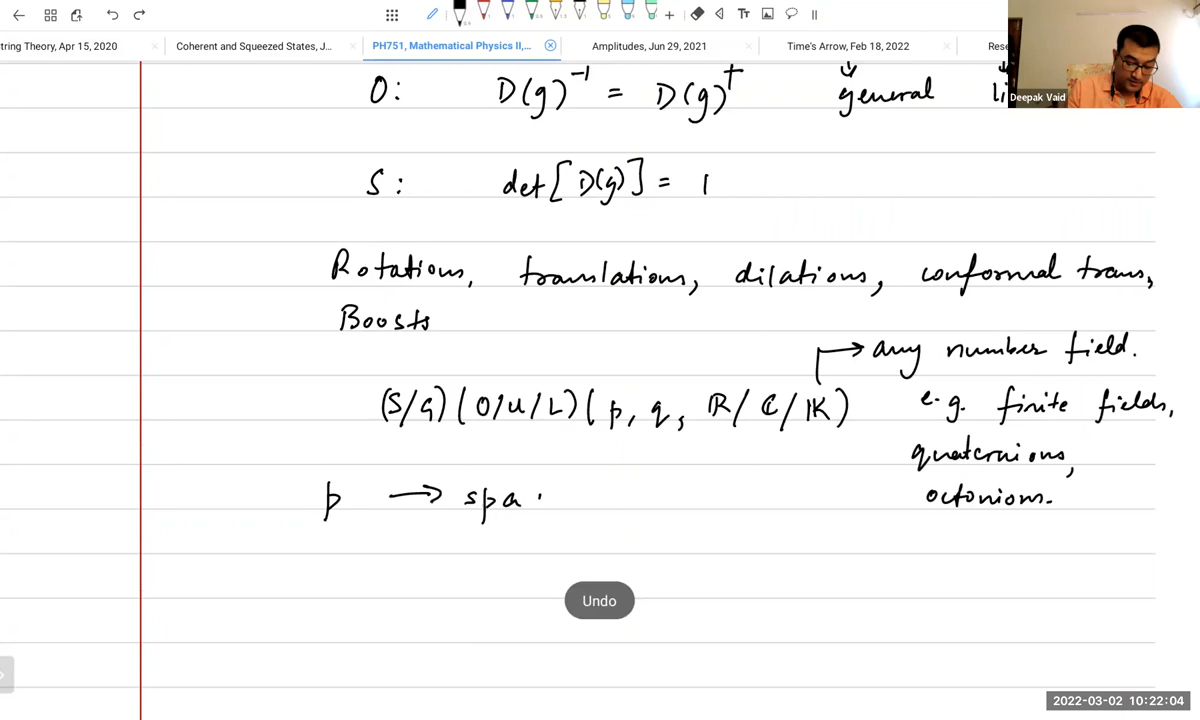 tring Theory, Apr 15, 2020 Coherent and Squeezed States, J... PH751, Mathematical Physics II,... Amplitudes, Jun 29, 2021 Time's Arrow, Feb 18, 2022 Rese
Deepak Vaid
O: D(g)⁻¹ = D(g)† general li
S: det[D(g)] = 1
Rotations, translations, dilations, conformal trans,
Boosts
→ any number field.
(S/G)(O/U/L)(p, q, ℝ/ℂ/𝕂) e.g. finite fields,
quaternions,
octonions.
p → spa
Undo
2022-03-02 10:22:04